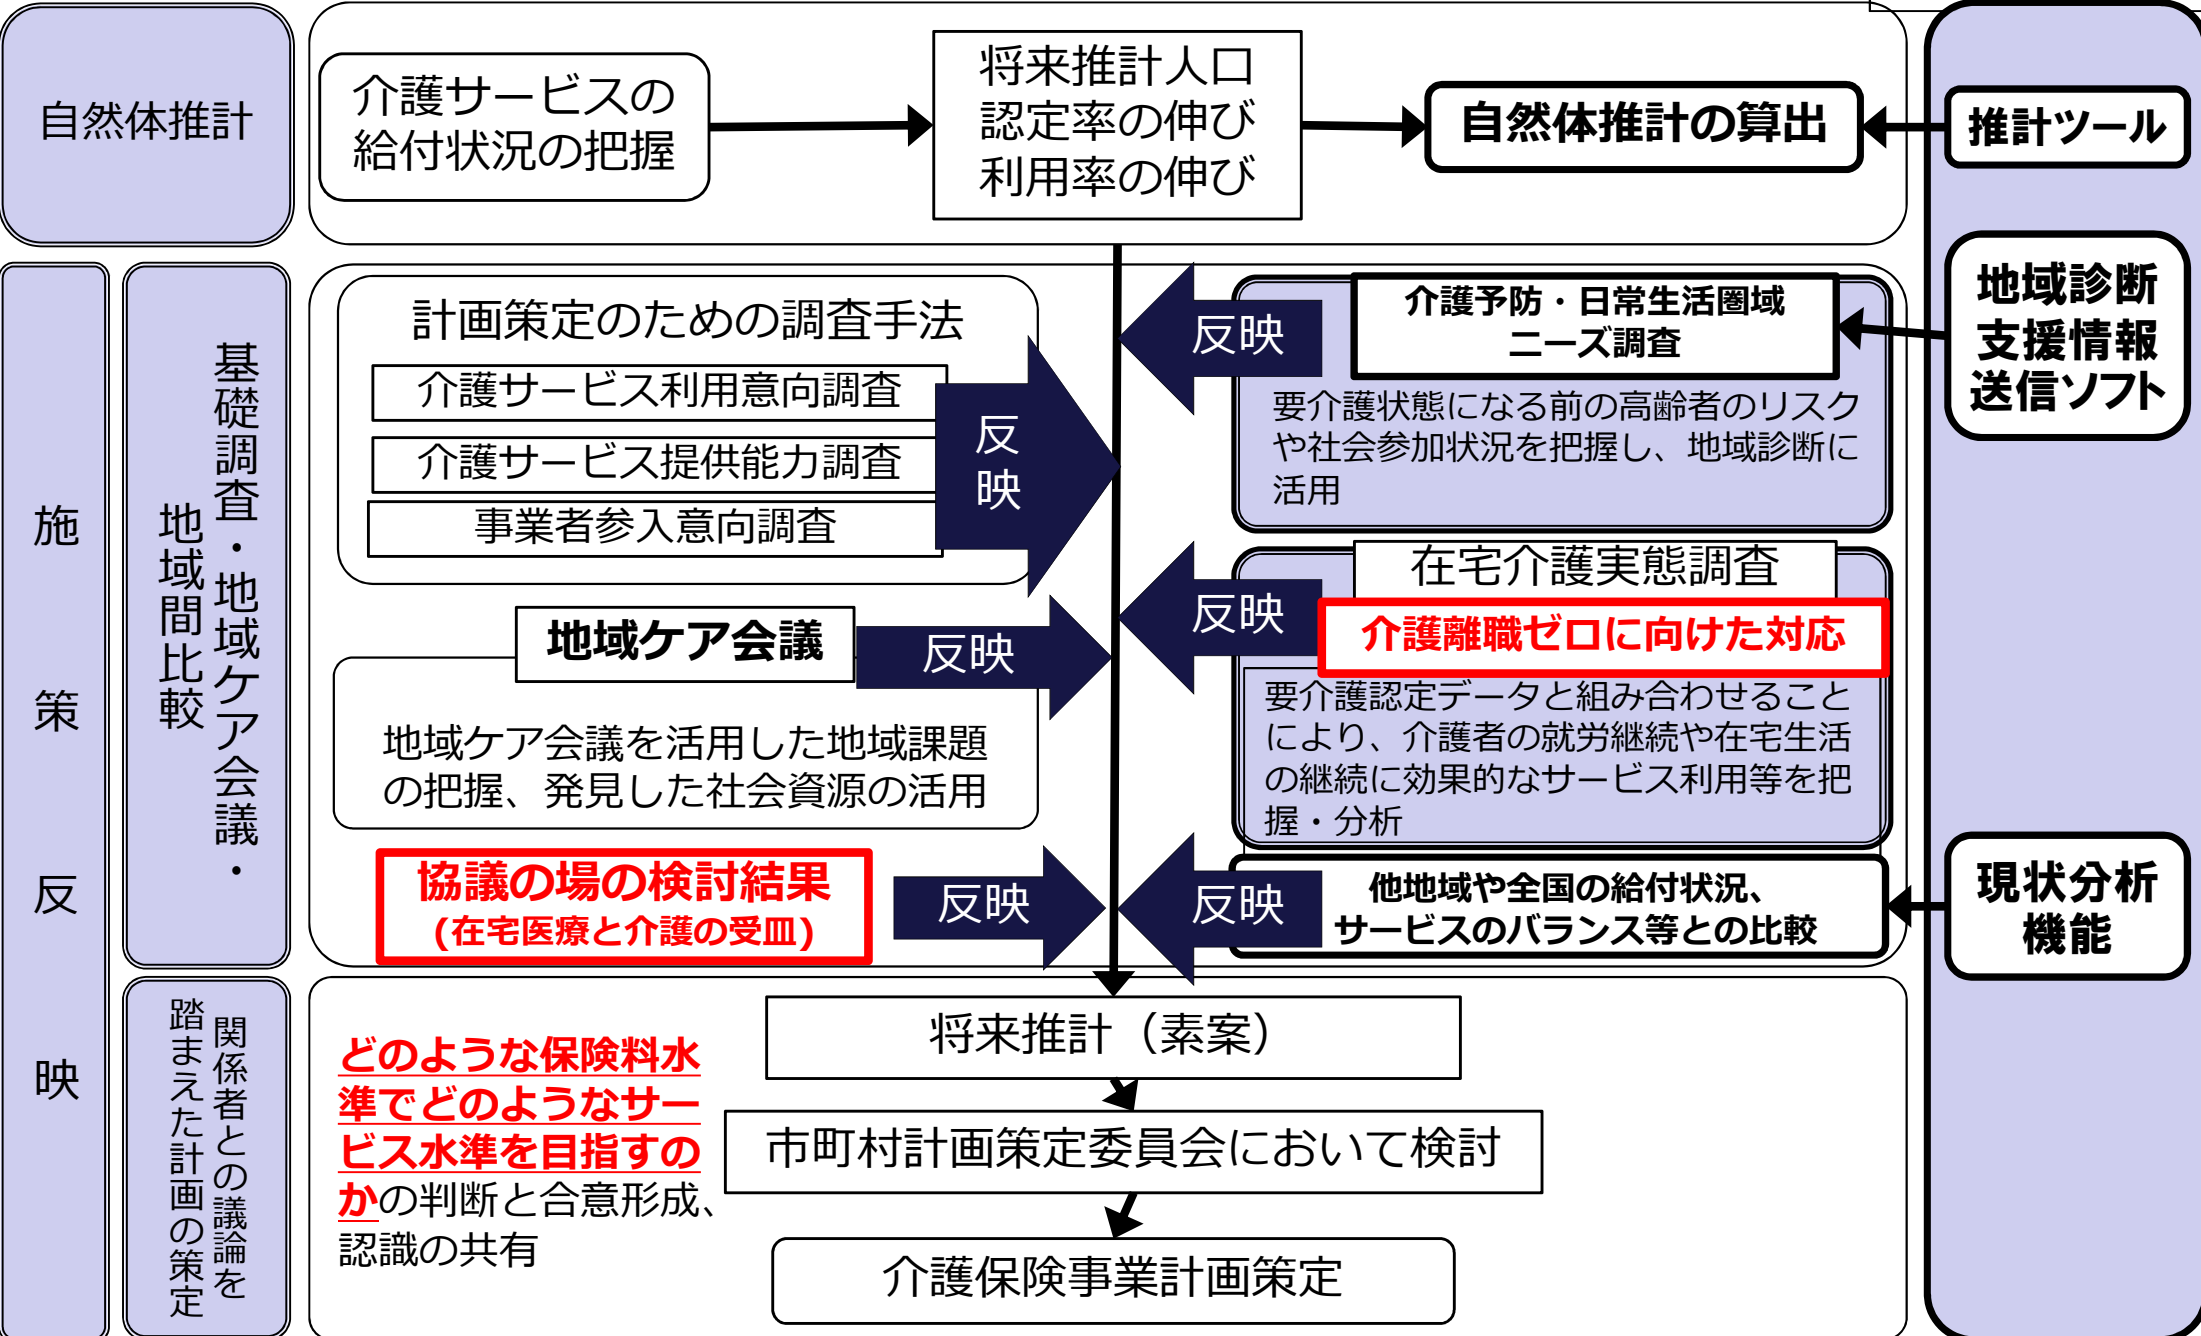 自然体推計
介護サービスの
給付状況の把握
将来推計人口
認定率の伸び
利用率の伸び
自然体推計の算出
推計ツール
施策反映
基礎調査・地域ケア会議・
地域間比較
計画策定のための調査手法
介護サービス利用意向調査
介護サービス提供能力調査
事業者参入意向調査
反
映
反映
介護予防・日常生活圏域
ニーズ調査
要介護状態になる前の高齢者のリスク
や社会参加状況を把握し、地域診断に
活用
地域診断
支援情報
送信ソフト
地域ケア会議
反映
地域ケア会議を活用した地域課題
の把握、発見した社会資源の活用
反映
在宅介護実態調査
介護離職ゼロに向けた対応
要介護認定データと組み合わせること
により、介護者の就労継続や在宅生活
の継続に効果的なサービス利用等を把
握・分析
協議の場の検討結果
(在宅医療と介護の受皿)
反映
反映
他地域や全国の給付状況、
サービスのバランス等との比較
現状分析
機能
関係者との議論を
踏まえた計画の策定
どのような保険料水
準でどのようなサー
ビス水準を目指すの
かの判断と合意形成、
認識の共有
将来推計（素案）
市町村計画策定委員会において検討
介護保険事業計画策定